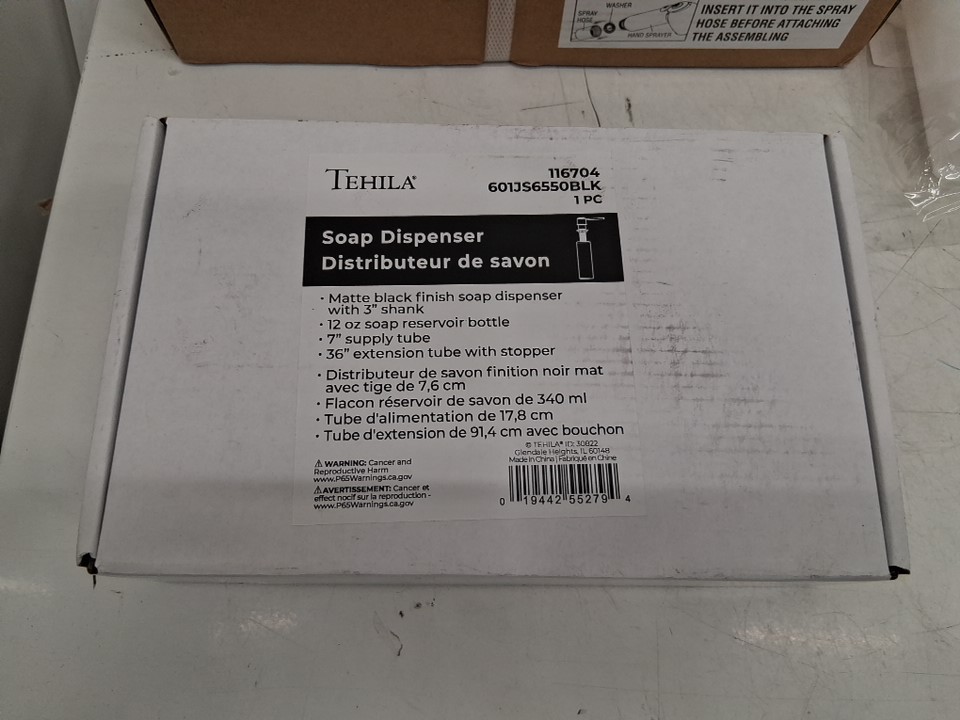 SPRAY HOSE
WASHER
HAND SPRAYER
INSERT IT INTO THE SPRAY
HOSE BEFORE ATTACHING
THE ASSEMBLING
TEHILA®
116704
601JS6550BLK
1 PC
Soap Dispenser
Distributeur de savon
• Matte black finish soap dispenser
with 3” shank
• 12 oz soap reservoir bottle
• 7” supply tube
• 36” extension tube with stopper
• Distributeur de savon finition noir mat
avec tige de 7,6 cm
• Flacon réservoir de savon de 340 ml
• Tube d'alimentation de 17,8 cm
• Tube d'extension de 91,4 cm avec bouchon
© TEHILA® ID: 30822
Glendale Heights, IL 60148
Made in China | Fabriqué en Chine
⚠ WARNING: Cancer and
Reproductive Harm
www.P65Warnings.ca.gov
⚠ AVERTISSEMENT: Cancer et
effect nocif sur la reproduction -
www.P65Warnings.ca.gov
0 19442 55279 4